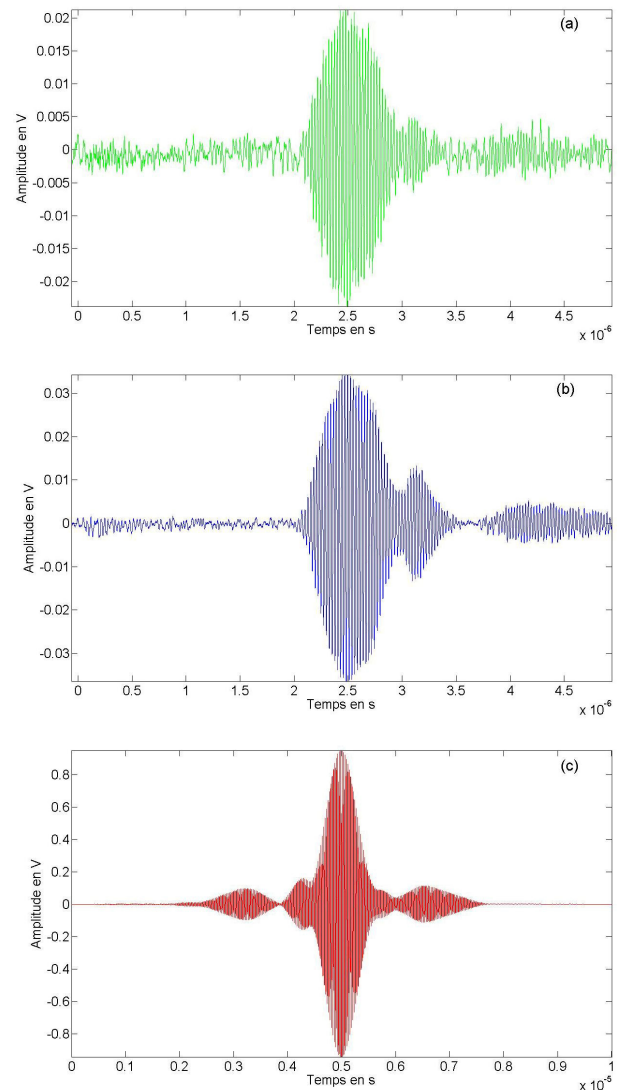 (a)
Amplitude en V
0.02
0.015
0.01
0.005
0
-0.005
-0.01
-0.015
-0.02
0 0.5 1 1.5 2 2.5 3 3.5 4 4.5
Temps en s
x 10^-6
(b)
Amplitude en V
0.03
0.02
0.01
0
-0.01
-0.02
-0.03
0 0.5 1 1.5 2 2.5 3 3.5 4 4.5
Temps en s
x 10^-6
(c)
Amplitude en V
0.8
0.6
0.4
0.2
0
-0.2
-0.4
-0.6
-0.8
0 0.1 0.2 0.3 0.4 0.5 0.6 0.7 0.8 0.9 1
Temps en s
x 10^-5